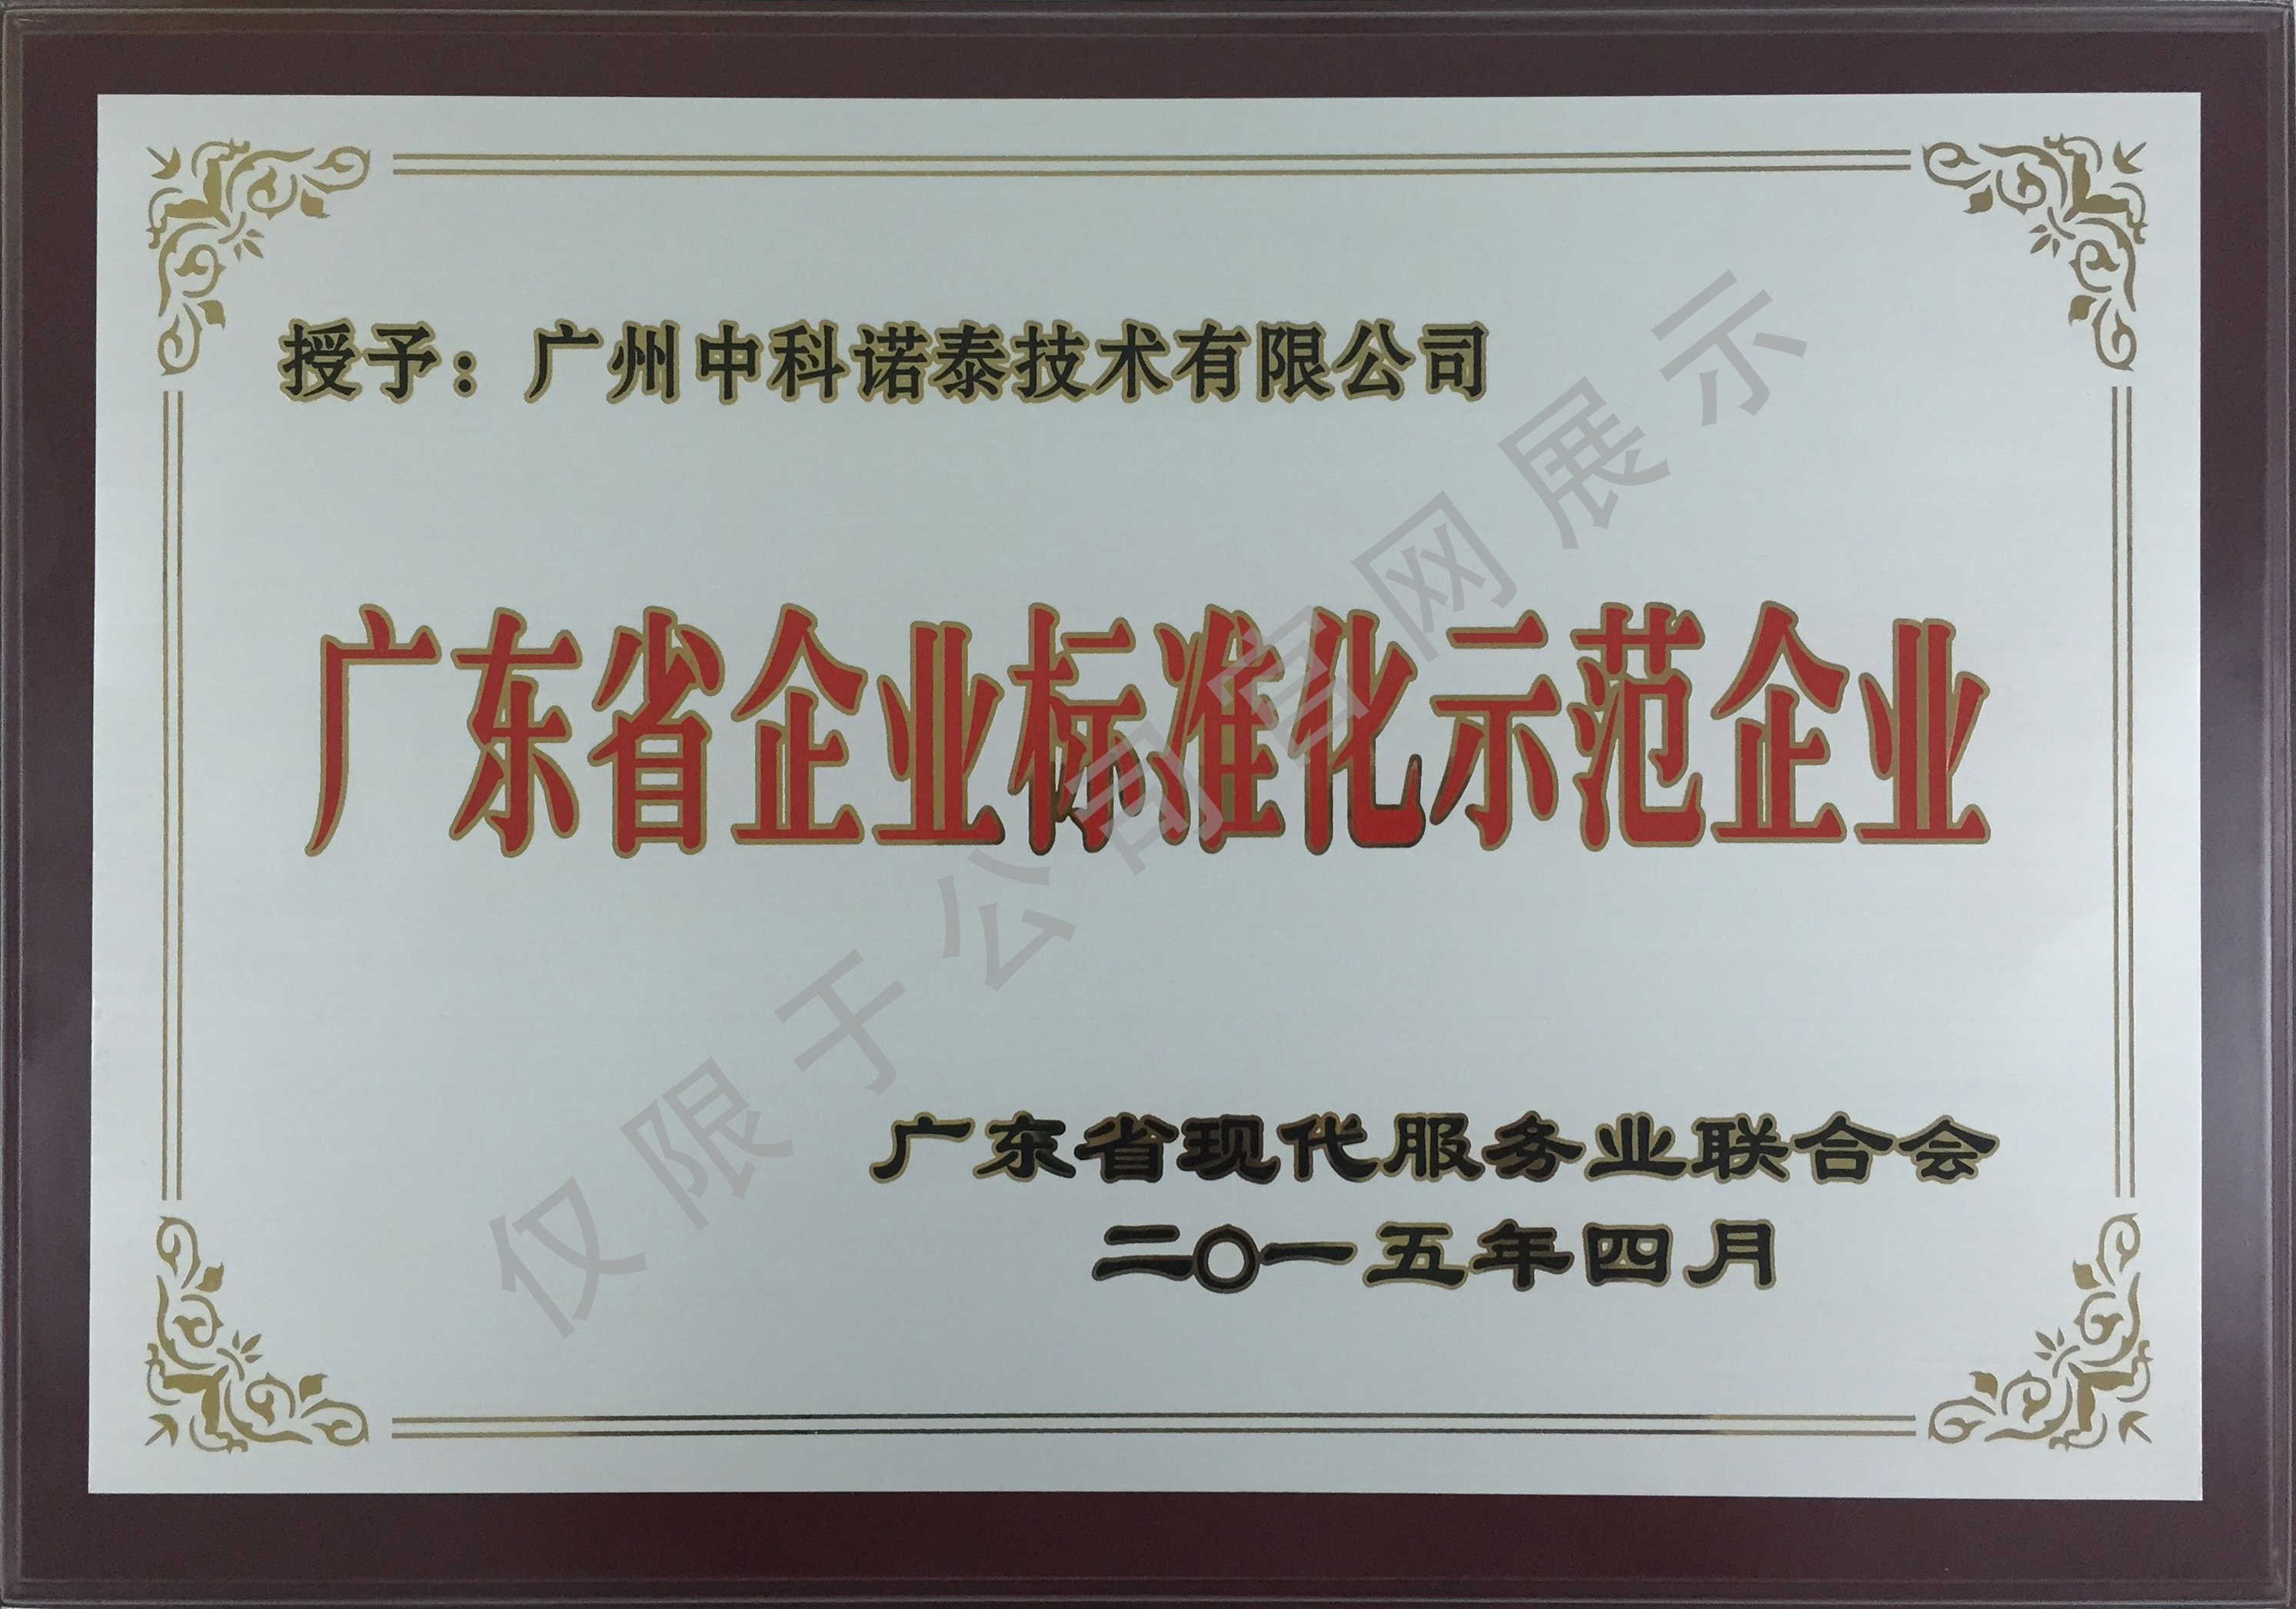 授予：广州中科诺泰技术有限公司
广东省企业标准化示范企业
广东省现代服务业联合会
二〇一五年四月
仅限于公司官网展示